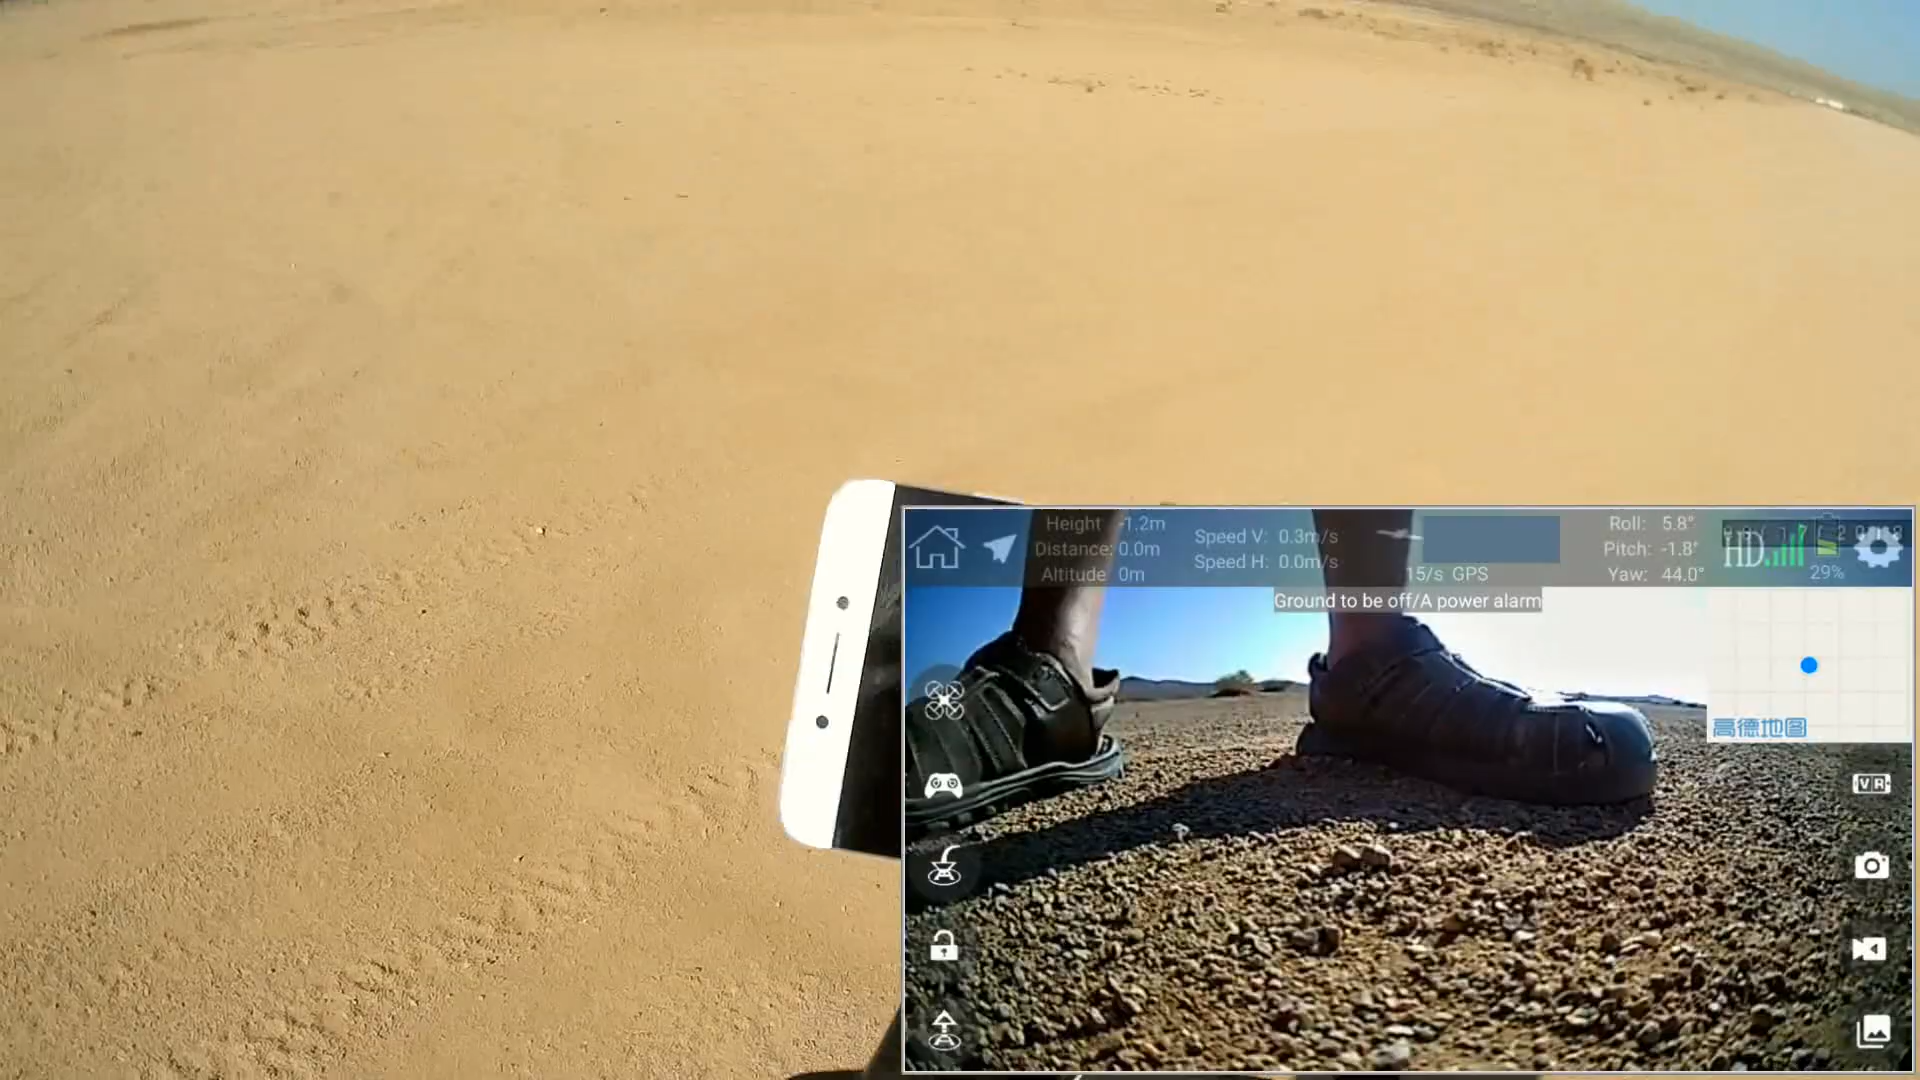 Height -1.2m
Distance: 0.0m
Altitude 0m
Speed V: 0.3m/s
Speed H: 0.0m/s
15/s GPS
Roll: 5.8°
Pitch: -1.8°
Yaw: 44.0°
HD
29%
Ground to be off/A power alarm
高德地图
VR